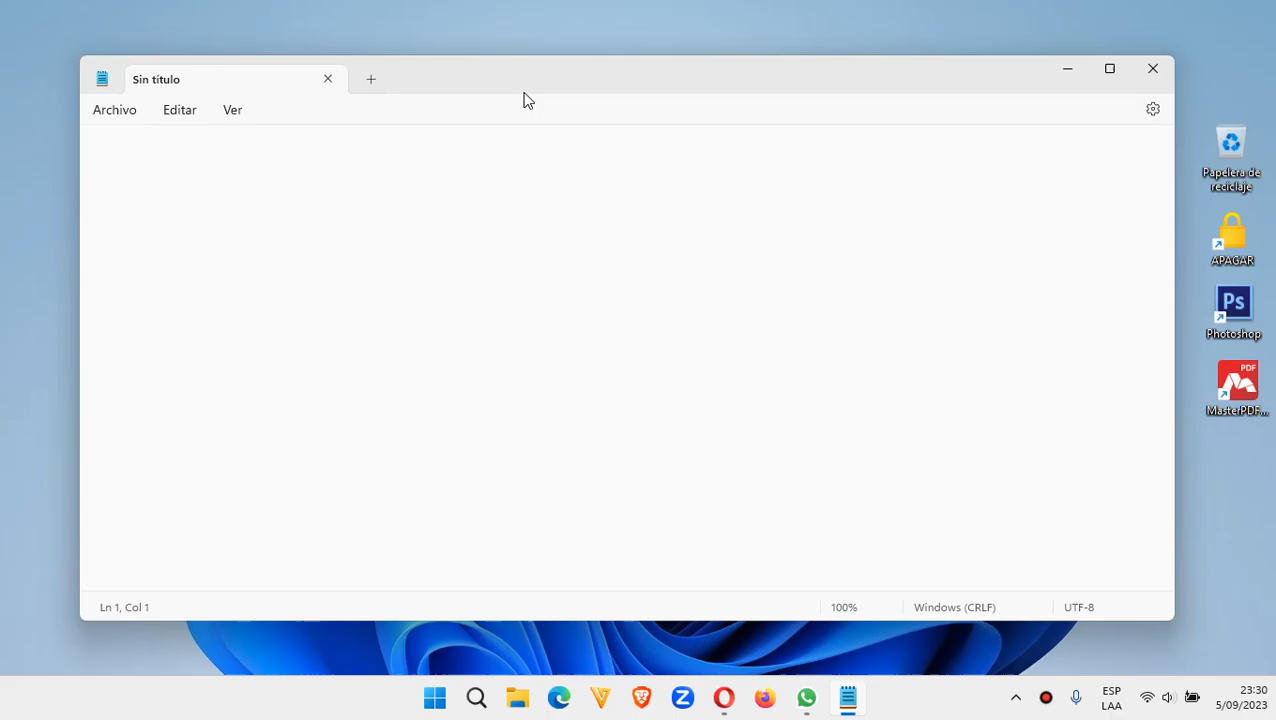 Sin título
Archivo Editar Ver
Papelera de
reciclaje
APAGAR
Ps
Photoshop
PDF
MasterPDF...
Ln 1, Col 1
100%
Windows (CRLF)
UTF-8
ESP
LAA
23:30
5/09/2023